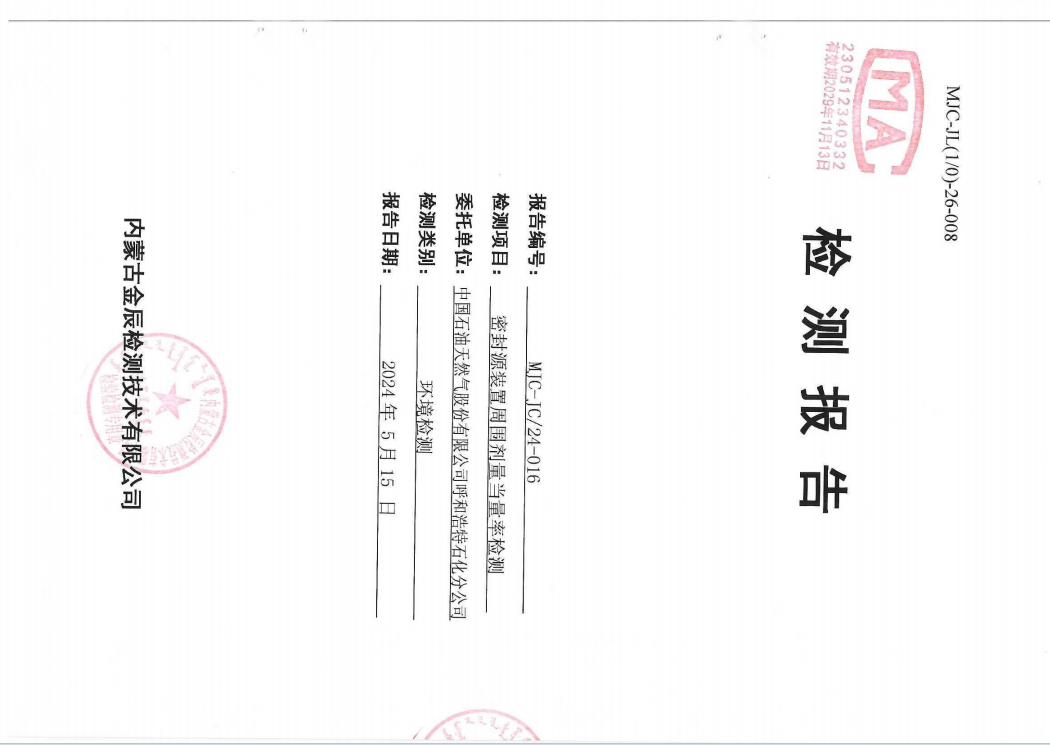 MJC-JL(1/0)-26-008
MA
230512340332
有效期2029年11月13日
检测报告
报告编号： MJC-JC/24-016
检测项目： 密封源装置周围剂量当量率检测
委托单位： 中国石油天然气股份有限公司呼和浩特石化分公司
检测类别： 环境检测
报告日期： 2024 年 5 月 15 日
内蒙古金辰检测技术有限公司